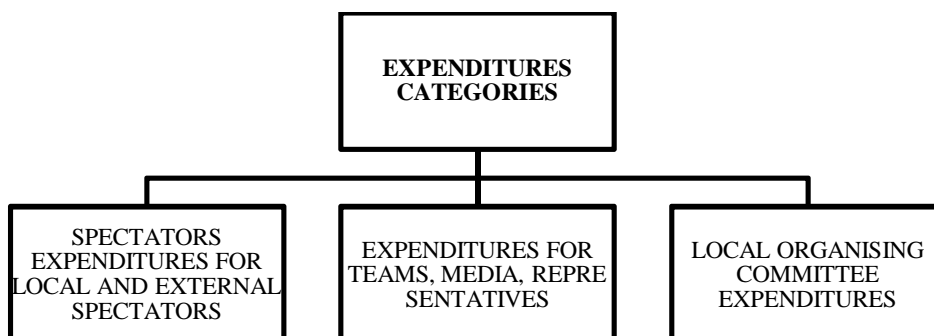 EXPENDITURES
CATEGORIES
SPECTATORS
EXPENDITURES FOR
LOCAL AND EXTERNAL
SPECTATORS
EXPENDITURES FOR
TEAMS, MEDIA, REPRE
SENTATIVES
LOCAL ORGANISING
COMMITTEE
EXPENDITURES